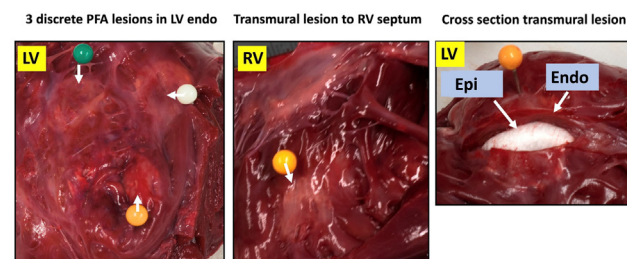 3 discrete PFA lesions in LV endo
Transmural lesion to RV septum
Cross section transmural lesion
LV
RV
LV
Epi
Endo